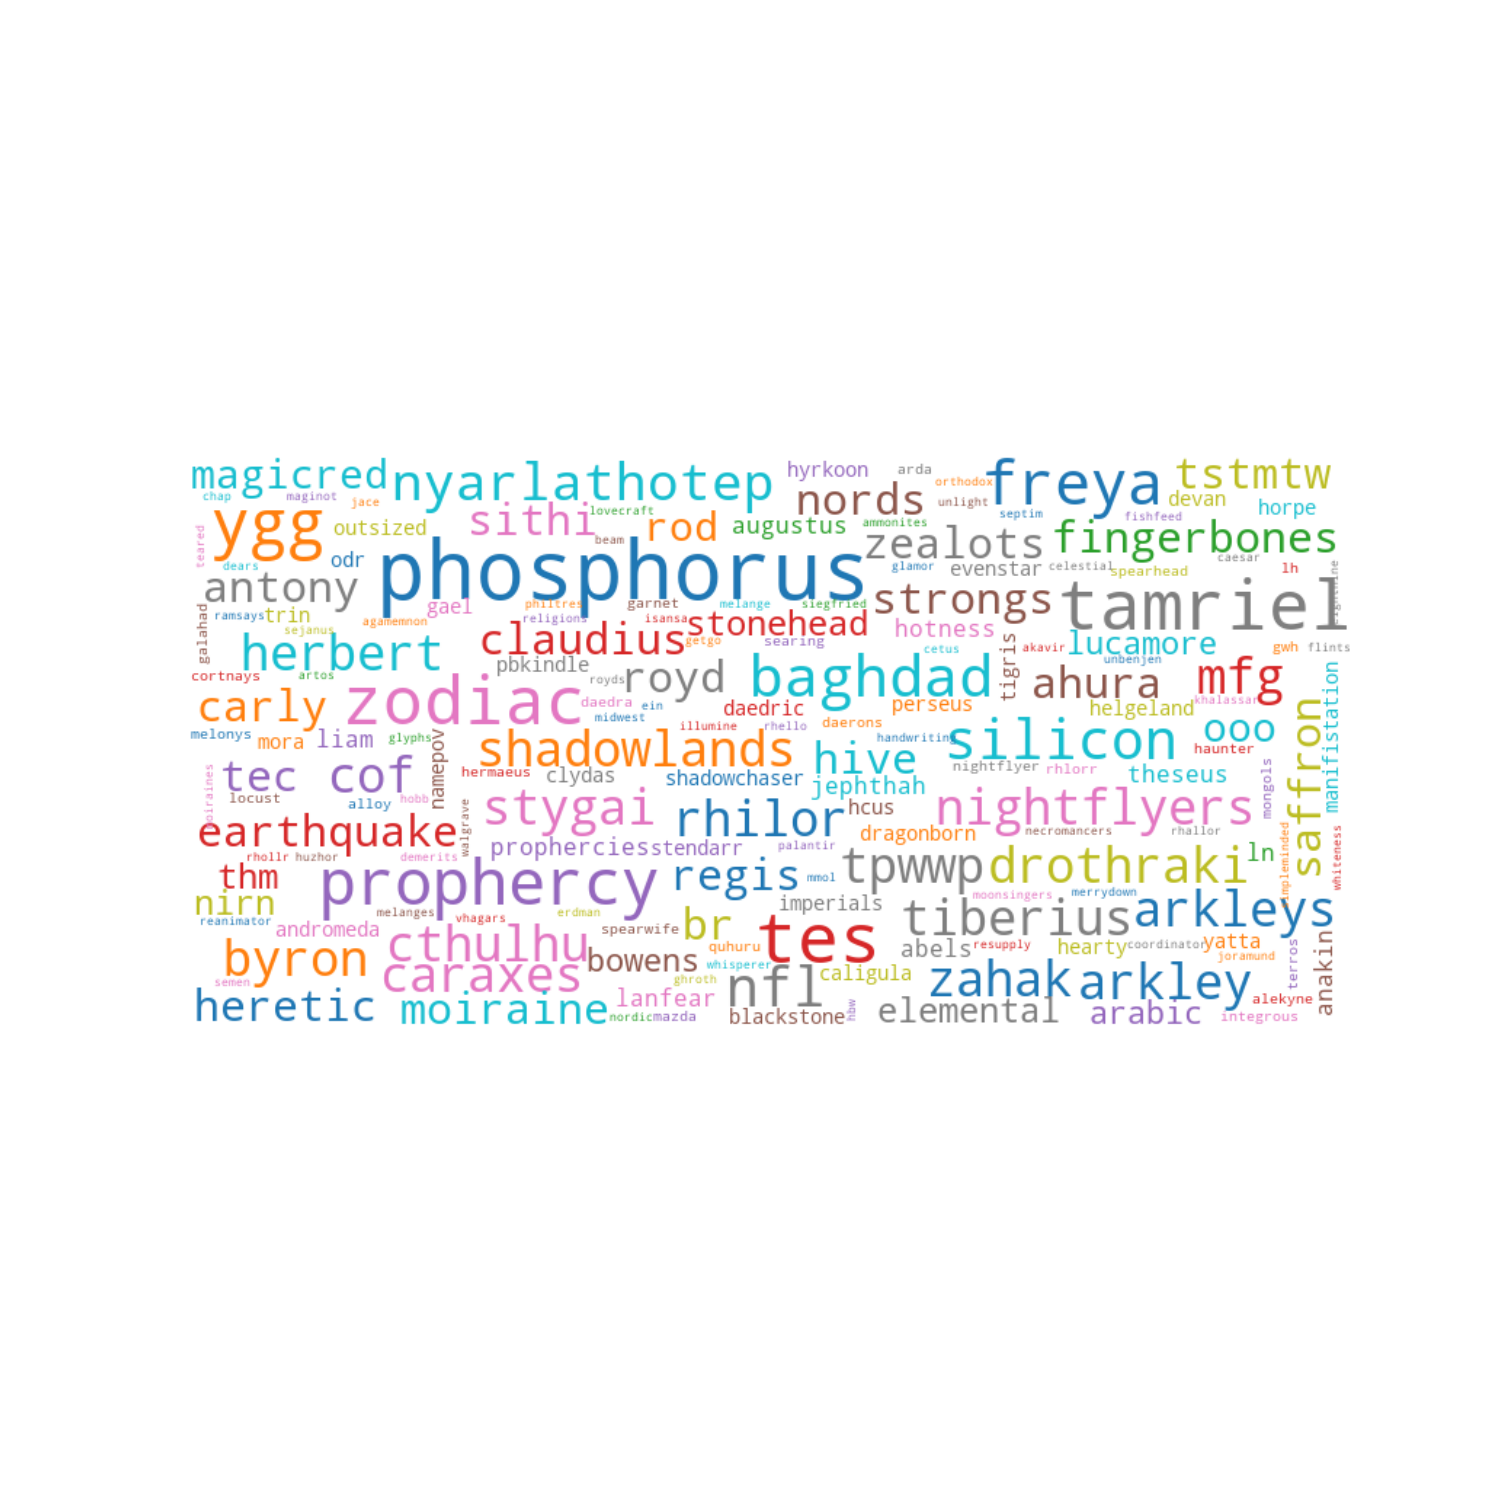 magicred
nyarlathotep
hyrkoon
arda
orthodox
freya
tstmtw
chap
maginot
jace
nords
unlight
devan
horpe
septim
fishfeed
ygg
outsized
sithi
lovecraft
rod
augustus
ammonites
zealots
fingerbones
teared
beam
caesar
dears
odr
phosphorus
glamor
evenstar
celestial
spearhead
lh
antony
strongs
tamriel
galahad
ramsays
trin
gael
philtres
garnet
melange
siegfried
agamemnon
religions
isansa
stonehead
hotness
sejanus
herbert
claudius
getgo
searing
cetus
tigris
akavir
lucamore
gwh
flints
cortnays
artos
pbkindle
royds
royd
baghdad
unbenjen
ahura
mfg
manifistation
carly
zodiac
daedra
ein
midwest
daedric
perseus
helgeland
khalassar
saffron
melonys
mora
liam
glyphs
namepov
illumine
rhello
daerons
handwriting
silicon
ooo
haunter
shadowlands
hive
tec
cof
hermaeus
clydas
shadowchaser
jephthah
nightflyer
rhlorr
theseus
mongols
locust
alloy
hobb
walgrave
stygai
rhilor
hcus
nightflyers
earthquake
dragonborn
necromancers
rhallor
rhollr
huzhor
demerits
prophercies
stendarr
palantir
tpwwp
drothraki
ln
simpleminded
whiteness
thm
prophercy
regis
mmol
moonsingers
merrydown
nirn
imperials
reanimator
melanges
vhagars
erdman
br
tes
tiberius
arkleys
andromeda
spearwife
cthulhu
quhuru
abels
resupply
hearty
coordinator
yatta
joramund
terros
anakin
byron
caraxes
bowens
whisperer
ghroth
nfl
caligula
zahak
arkley
semen
alekyne
heretic
moiraine
lanfear
nordic
mazda
blackstone
hbw
elemental
arabic
integrous